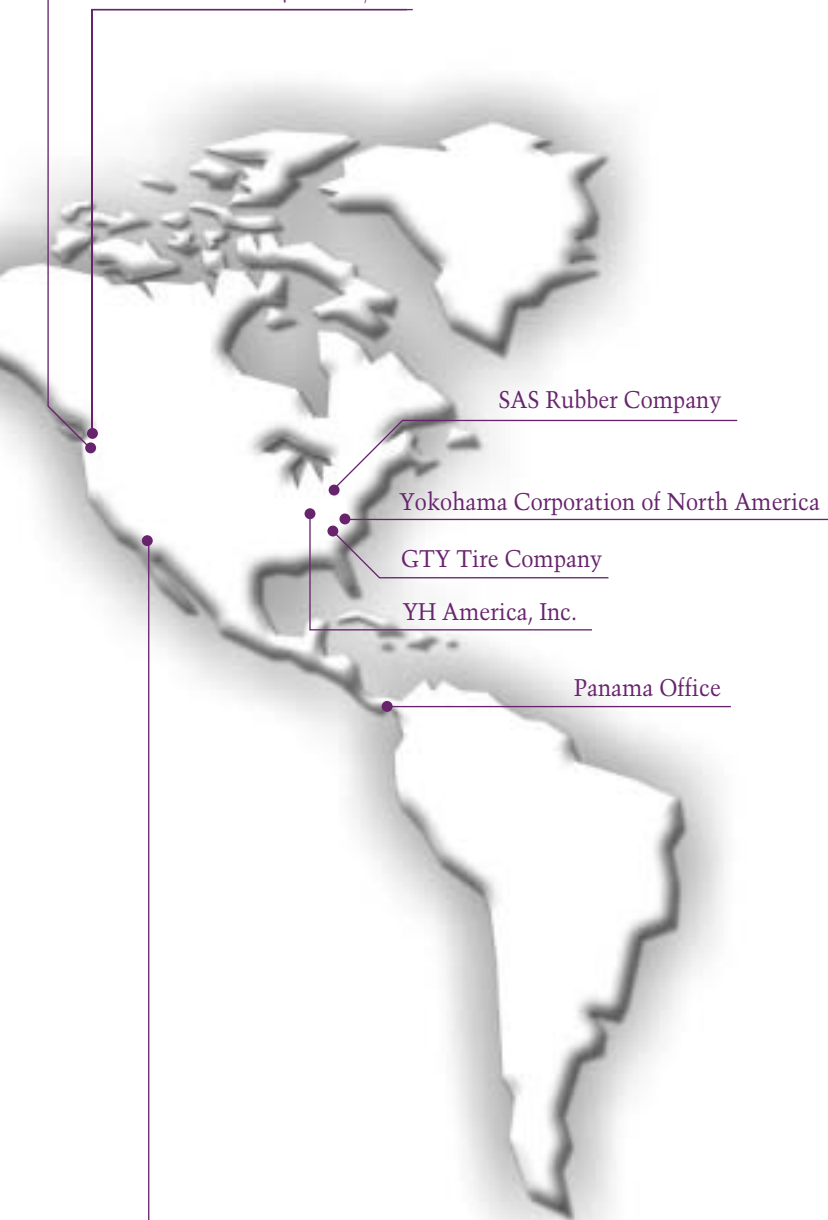 SAS Rubber Company
Yokohama Corporation of North America
GTY Tire Company
YH America, Inc.
Panama Office